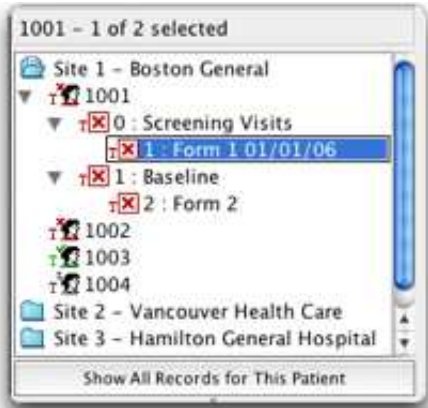 1001 - 1 of 2 selected
Site 1 - Boston General
T 1001
T 0 : Screening Visits
T 1 : Form 1 01/01/06
T 1 : Baseline
T 2 : Form 2
T 1002
T 1003
T 1004
Site 2 - Vancouver Health Care
Site 3 - Hamilton General Hospital
Show All Records for This Patient